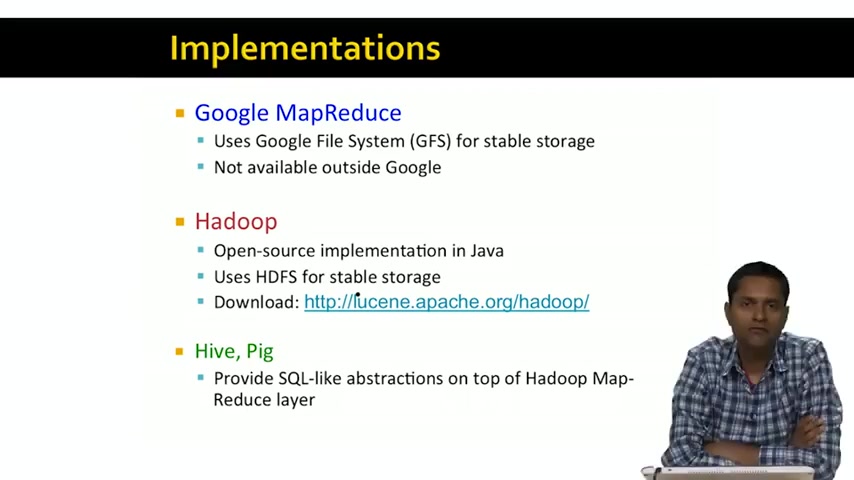 Implementations
Google MapReduce
Uses Google File System (GFS) for stable storage
Not available outside Google
Hadoop
Open-source implementation in Java
Uses HDFS for stable storage
Download: http://lucene.apache.org/hadoop/
Hive, Pig
Provide SQL-like abstractions on top of Hadoop Map-
Reduce layer